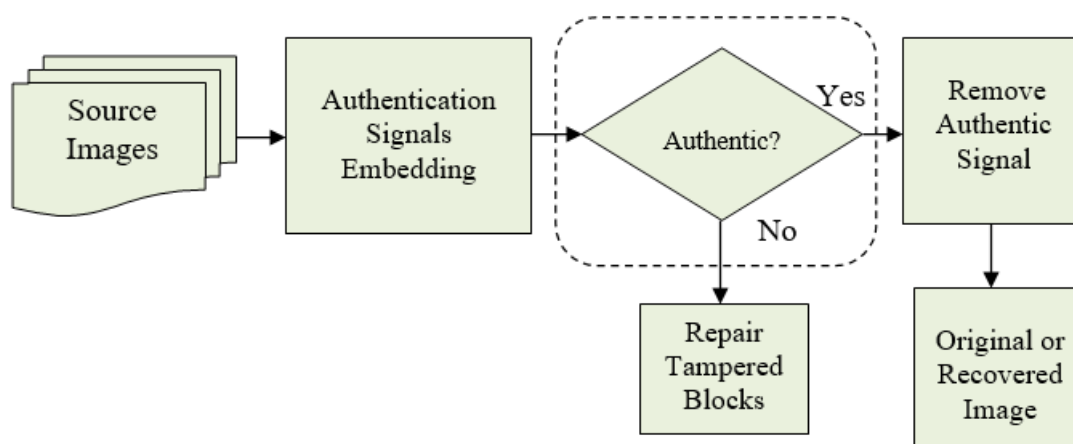 Source
Images
Authentication
Signals
Embedding
Authentic?
Yes
No
Remove
Authentic
Signal
Repair
Tampered
Blocks
Original or
Recovered
Image